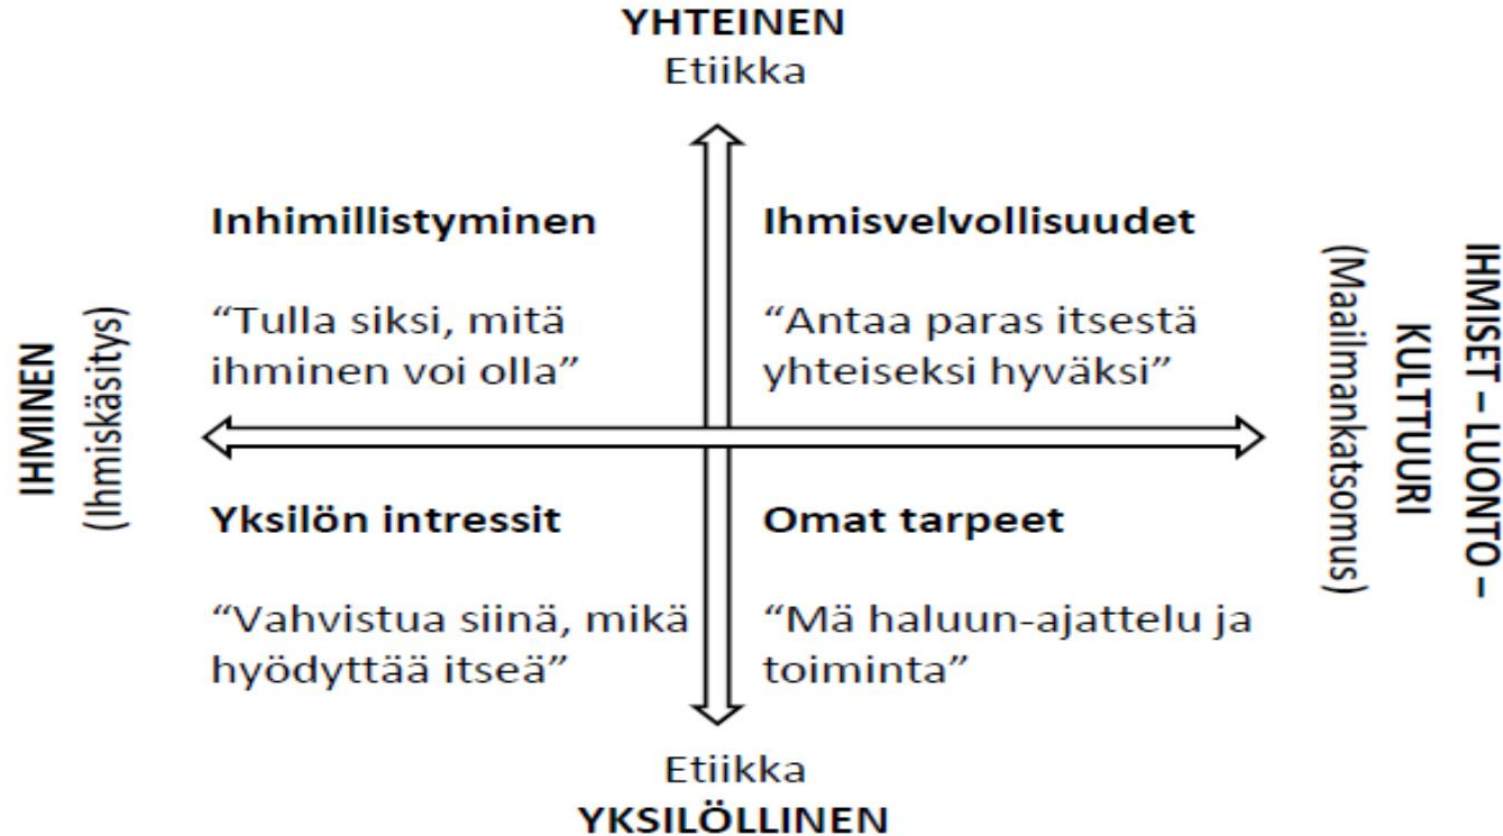 YHTEINEN
Etiikka
Inhimillistyminen
“Tulla siksi, mitä
ihminen voi olla”
Ihmisvelvollisuudet
“Antaa paras itsestä
yhteiseksi hyväksi”
IHMINEN
(Ihmiskäsitys)
IHMISET – LUONTO –
KULTTUURI
(Maailmankatsomus)
Yksilön intressit
“Vahvistua siinä, mikä
hyödyttää itseä”
Omat tarpeet
“Mä haluun-ajattelu ja
toiminta”
Etiikka
YKSILÖLLINEN